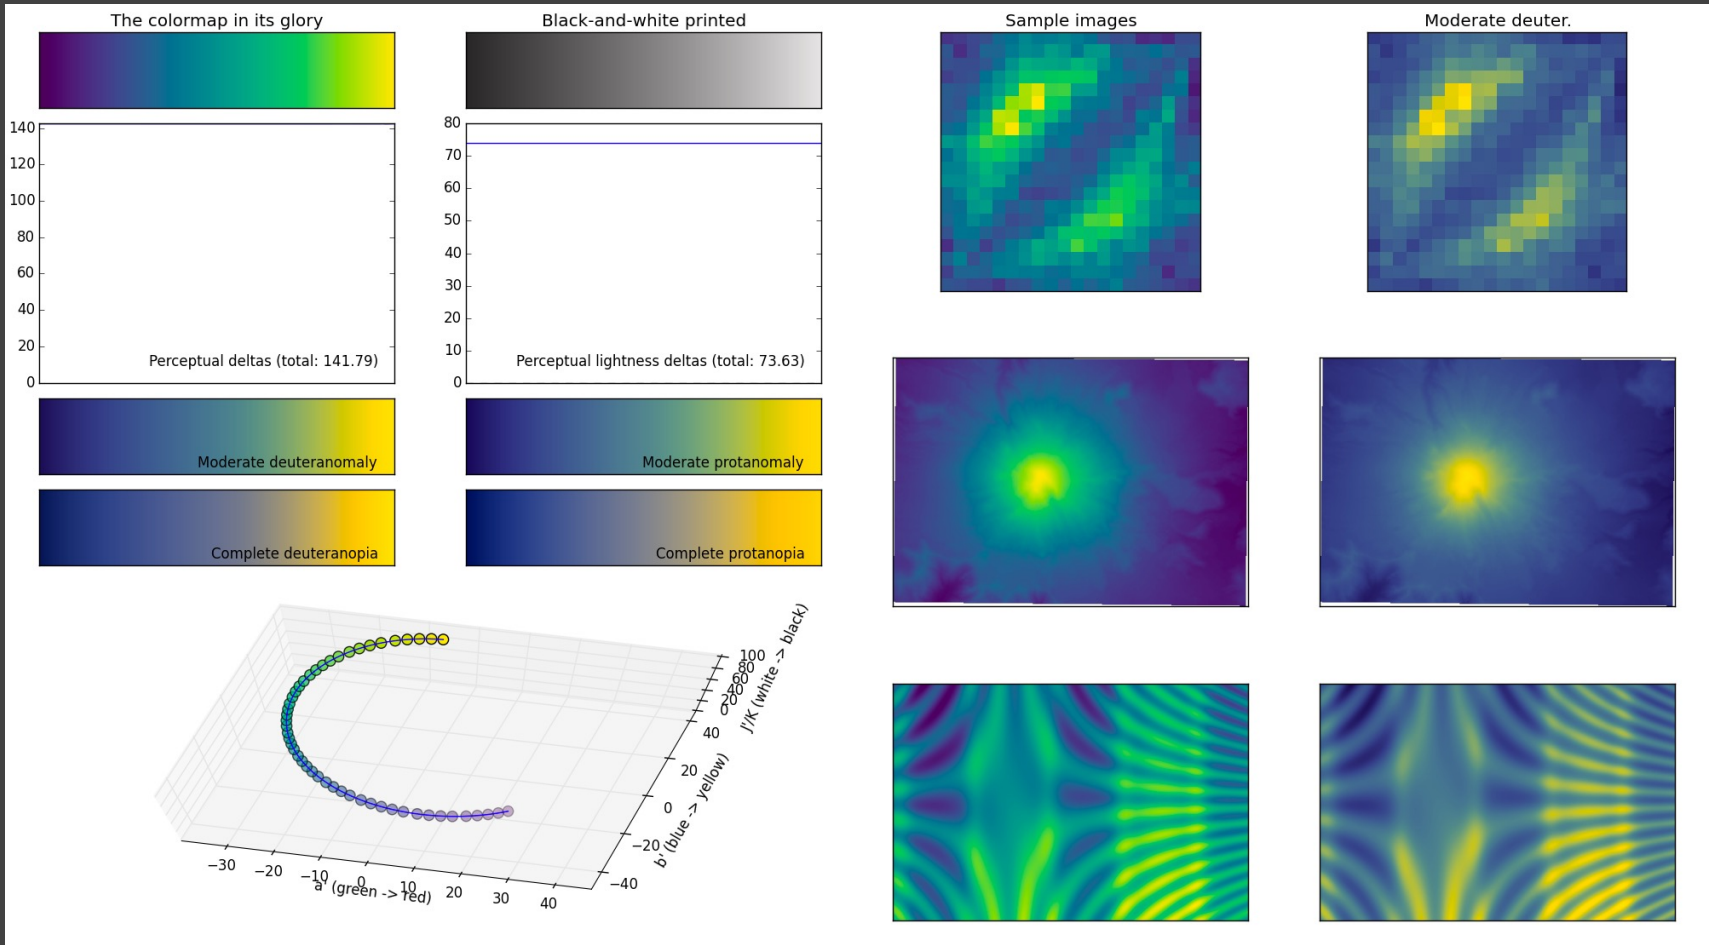 The colormap in its glory
Black-and-white printed
Sample images
Moderate deuter.
140
120
100
80
60
40
20
0
Perceptual deltas (total: 141.79)
80
70
60
50
40
30
20
10
0
Perceptual lightness deltas (total: 73.63)
Moderate deuteranomaly
Moderate protanomaly
Complete deuteranopia
Complete protanopia
100
80
60
40
20
0
J'/K (white -> black)
40
20
0
−20
−40
b' (blue -> yellow)
−30
−20
−10
0
10
20
30
40
a' (green -> red)